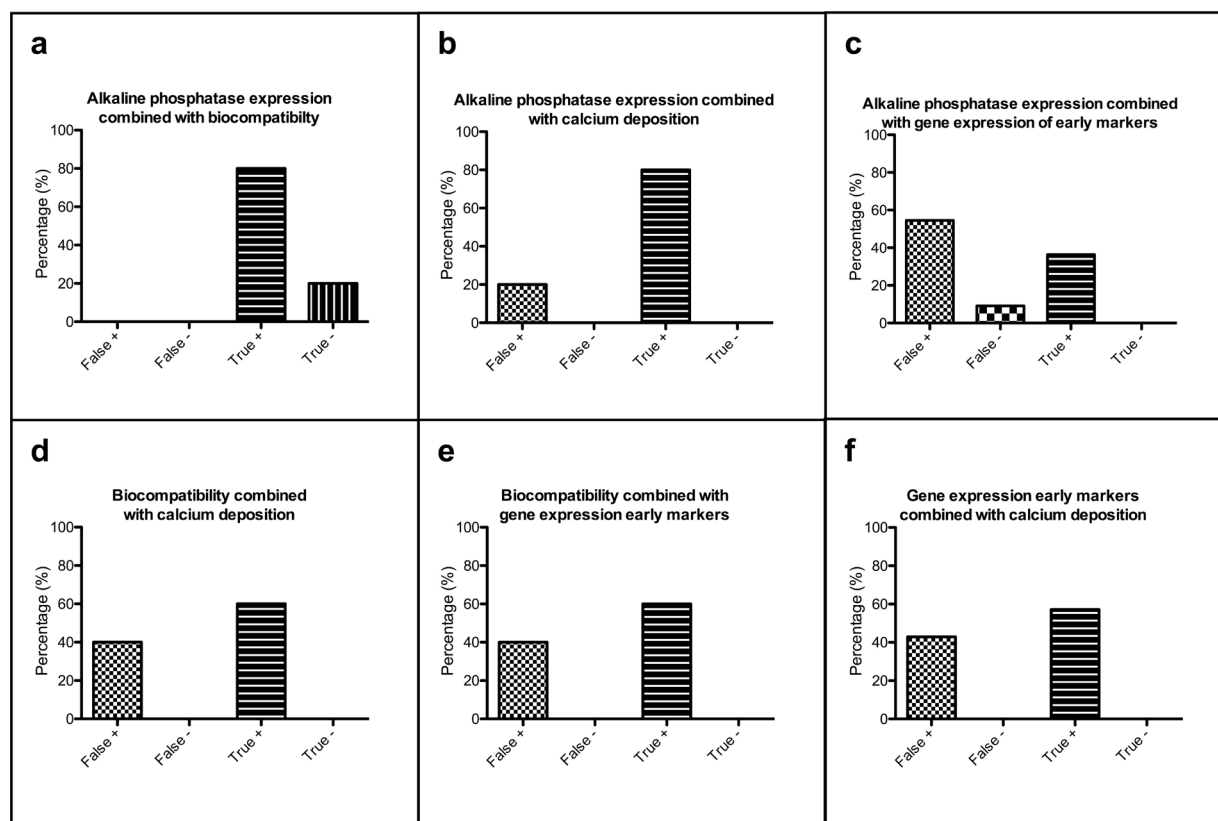 a
Alkaline phosphatase expression
combined with biocompatibilty
Percentage (%)
100
80
60
40
20
0
False +
False -
True +
True -
b
Alkaline phosphatase expression combined
with calcium deposition
Percentage (%)
100
80
60
40
20
0
False +
False -
True +
True -
c
Alkaline phosphatase expression combined
with gene expression of early markers
Percentage (%)
100
80
60
40
20
0
False +
False -
True +
True -
d
Biocompatibility combined
with calcium deposition
Percentage (%)
100
80
60
40
20
0
False +
False -
True +
True -
e
Biocompatibility combined with
gene expression early markers
Percentage (%)
100
80
60
40
20
0
False +
False -
True +
True -
f
Gene expression early markers
combined with calcium deposition
Percentage (%)
100
80
60
40
20
0
False +
False -
True +
True -